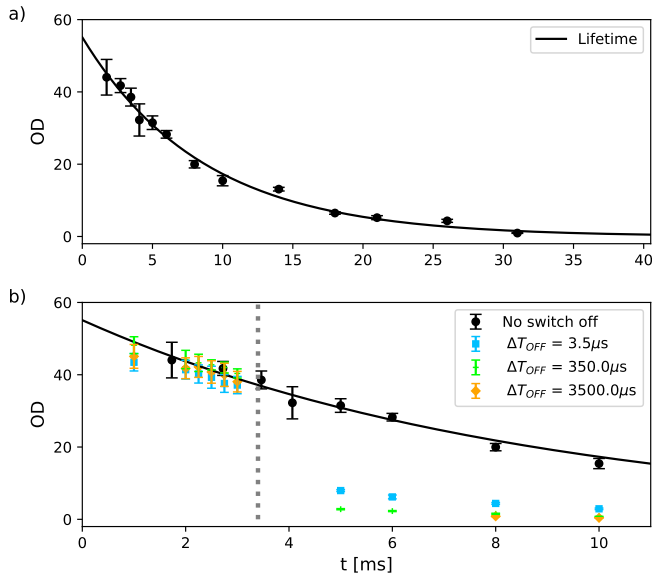 a)
60
40
20
0
OD
Lifetime
0 5 10 15 20 25 30 35 40
b)
60
40
20
0
OD
No switch off
ΔT_OFF = 3.5μs
ΔT_OFF = 350.0μs
ΔT_OFF = 3500.0μs
0 2 4 6 8 10
t [ms]